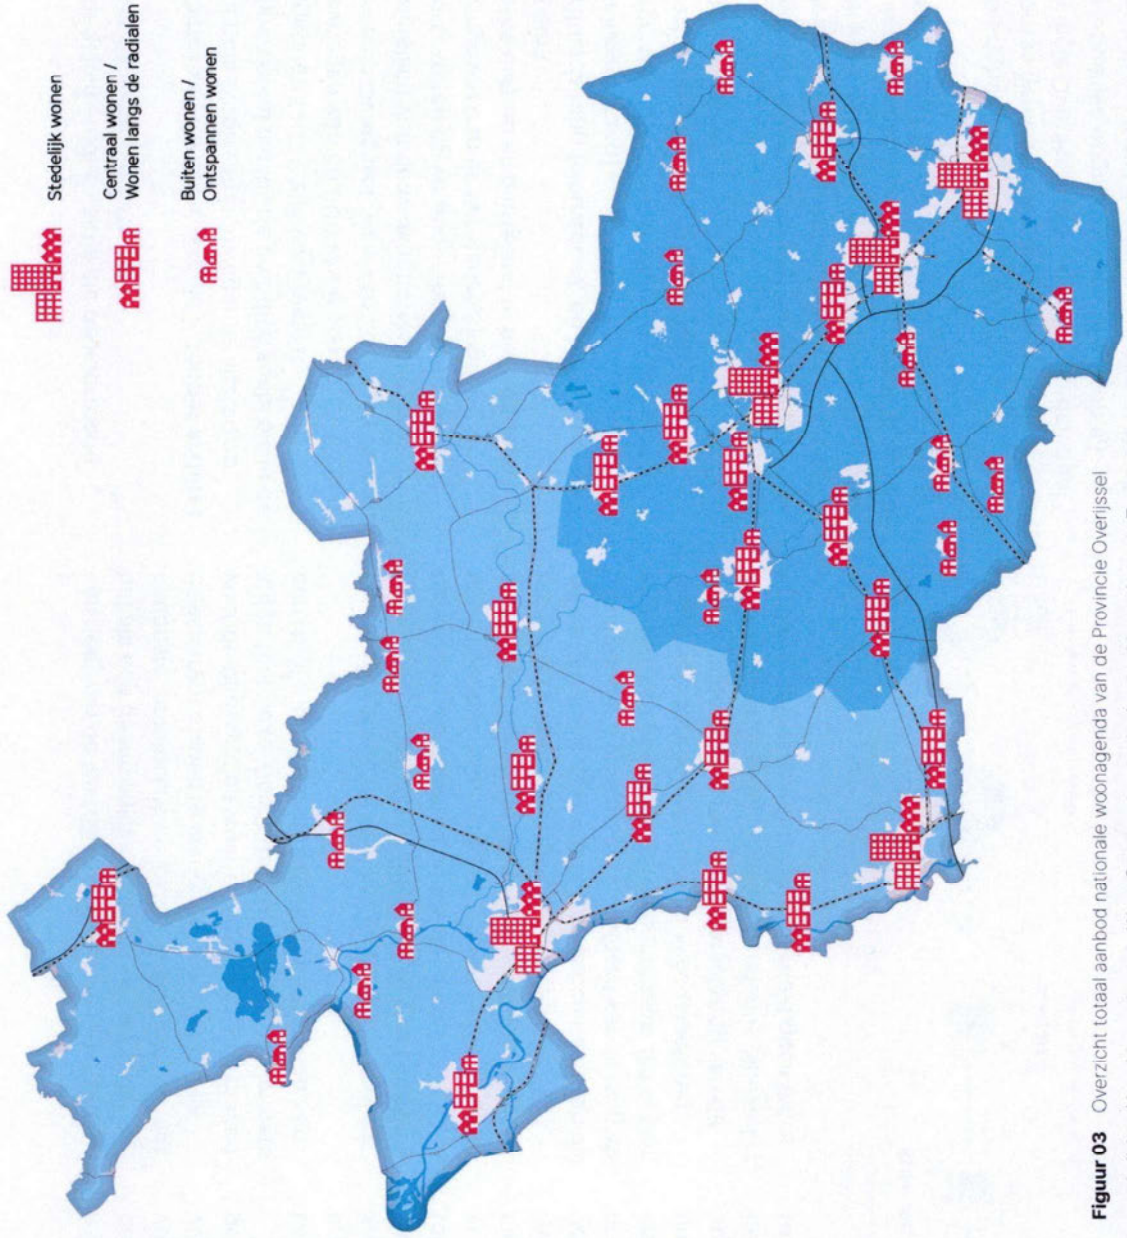 Stedelijk wonen
Centraal wonen /
Wonen langs de radialen
Buiten wonen /
Ontspannen wonen
Figuur 03 Overzicht totaal aanbod nationale woonagenda van de Provincie Overijssel